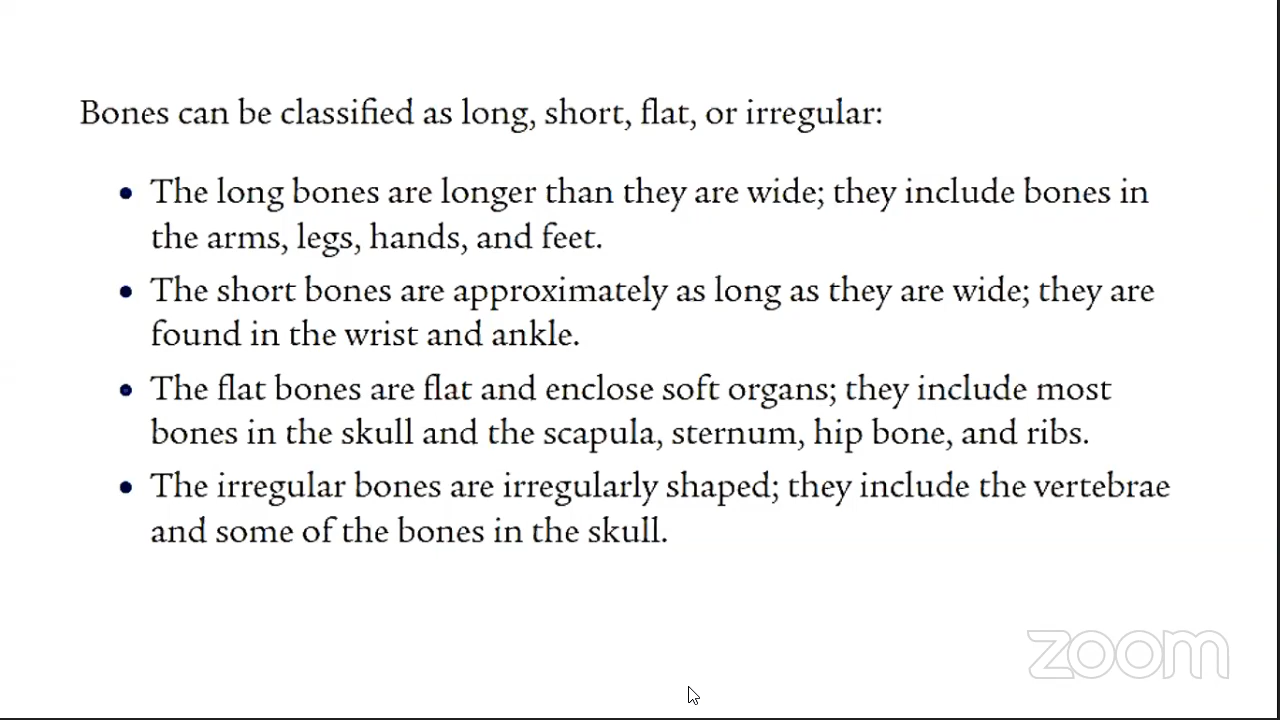 Bones can be classified as long, short, flat, or irregular:
• The long bones are longer than they are wide; they include bones in
the arms, legs, hands, and feet.
• The short bones are approximately as long as they are wide; they are
found in the wrist and ankle.
• The flat bones are flat and enclose soft organs; they include most
bones in the skull and the scapula, sternum, hip bone, and ribs.
• The irregular bones are irregularly shaped; they include the vertebrae
and some of the bones in the skull.
zoom